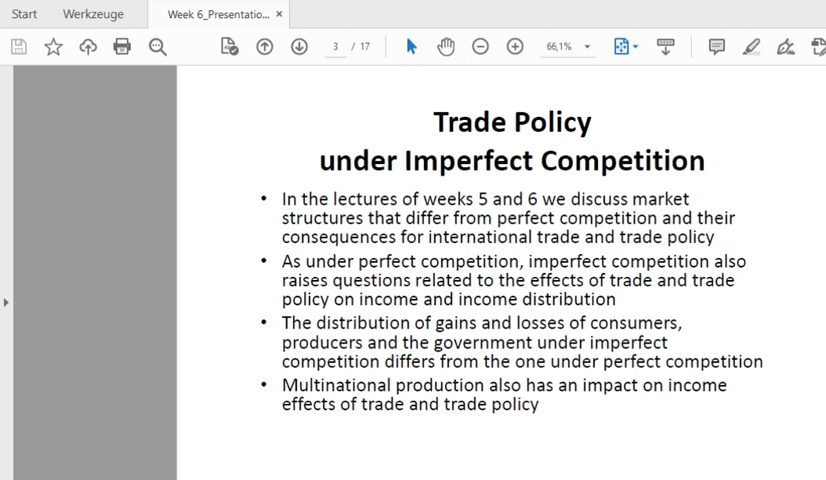 Start Werkzeuge Week 6_Presentatio... ×
3 / 17 66,1%
Trade Policy
under Imperfect Competition
• In the lectures of weeks 5 and 6 we discuss market
structures that differ from perfect competition and their
consequences for international trade and trade policy
• As under perfect competition, imperfect competition also
raises questions related to the effects of trade and trade
policy on income and income distribution
• The distribution of gains and losses of consumers,
producers and the government under imperfect
competition differs from the one under perfect competition
• Multinational production also has an impact on income
effects of trade and trade policy